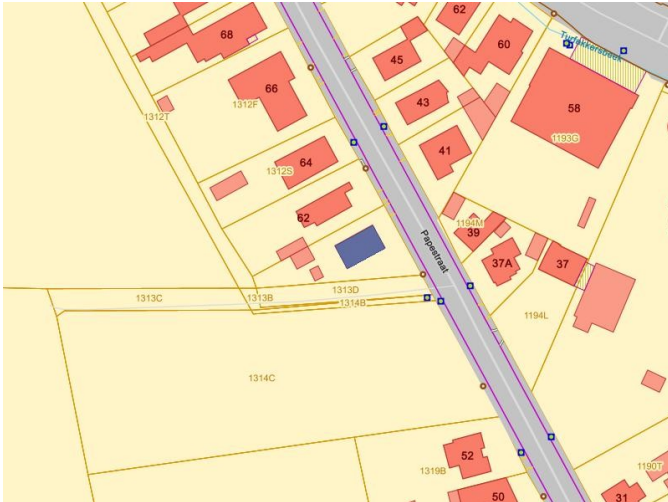 62
60
68
45
Turfakkersbeek
66
43
58
1312F
1312T
1193G
41
64
1312S
62
1194M
39
Papestraat
37A
37
1313D
1313C
1313B
1314B
1194L
1314C
52
1319B
1190T
50
31